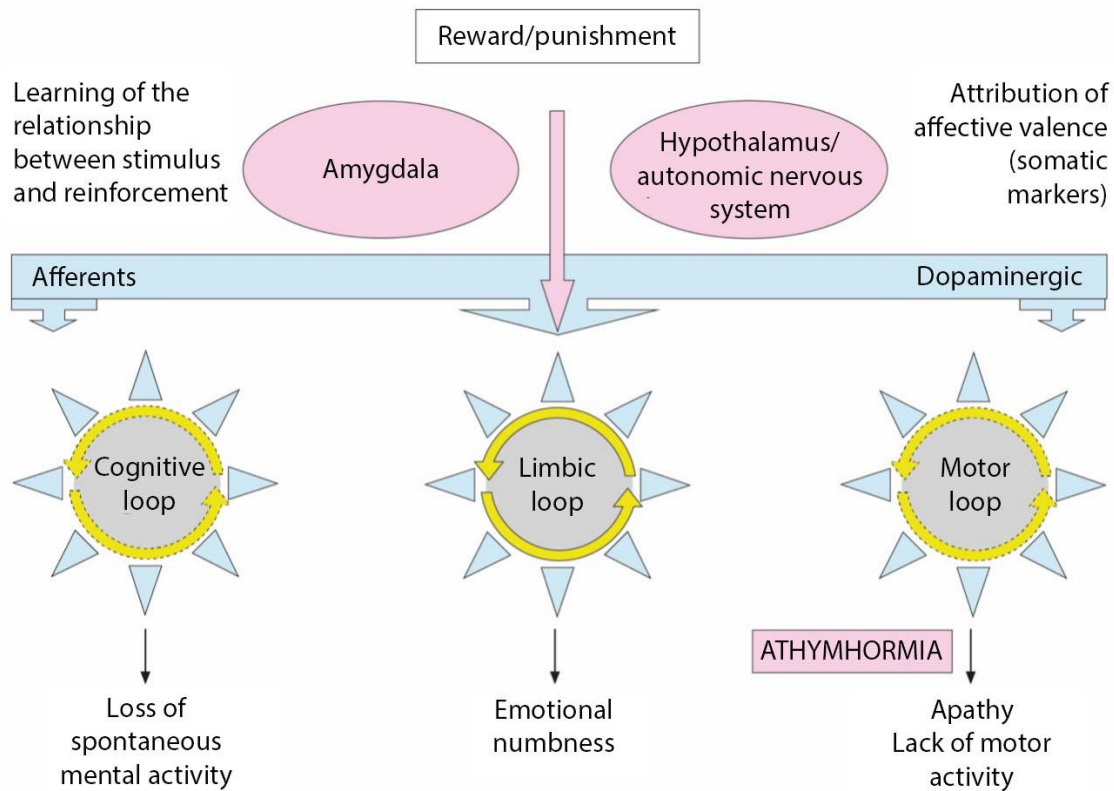 Reward/punishment
Learning of the
relationship
between stimulus
and reinforcement
Amygdala
Hypothalamus/
autonomic nervous
system
Attribution of
affective valence
(somatic
markers)
Afferents
Dopaminergic
Cognitive
loop
Limbic
loop
Motor
loop
ATHYMHORMIA
Loss of
spontaneous
mental activity
Emotional
numbness
Apathy
Lack of motor
activity